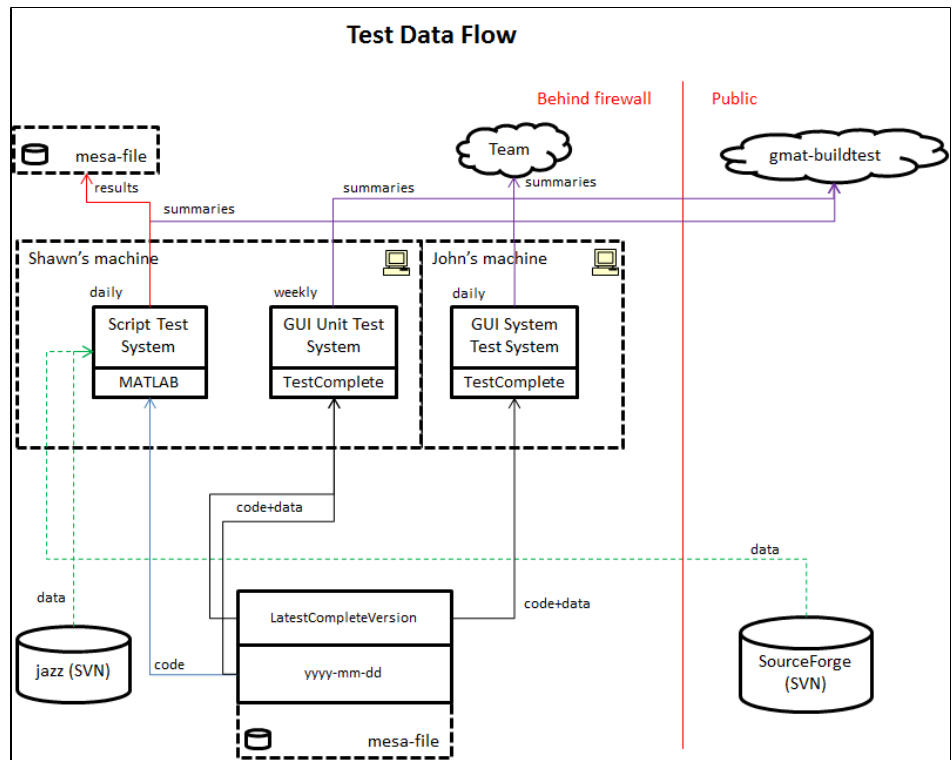 Test Data Flow
Behind firewall
Public
mesa-file
Team
gmat-buildtest
results
summaries
summaries
summaries
Shawn's machine
John's machine
daily
weekly
daily
Script Test
System
MATLAB
GUI Unit Test
System
TestComplete
GUI System
Test System
TestComplete
code+data
data
data
code
LatestCompleteVersion
code+data
yyyy-mm-dd
jazz (SVN)
SourceForge
(SVN)
mesa-file